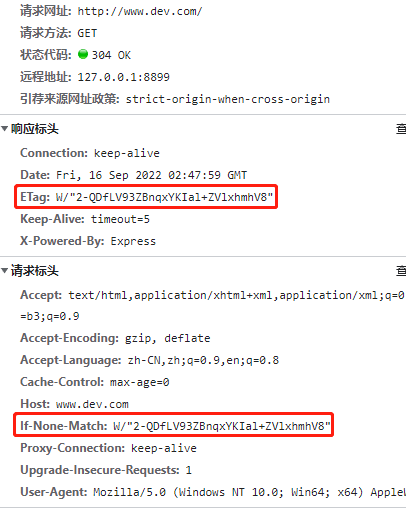 请求网址: http://www.dev.com/
请求方法: GET
状态代码: 304 OK
远程地址: 127.0.0.1:8899
引荐来源网址政策: strict-origin-when-cross-origin
响应标头 查
Connection: keep-alive
Date: Fri, 16 Sep 2022 02:47:59 GMT
ETag: W/"2-QDfLV93ZBnqxYKIal+ZVlxhmhV8"
Keep-Alive: timeout=5
X-Powered-By: Express
请求标头 查
Accept: text/html,application/xhtml+xml,application/xml;q=0
=b3;q=0.9
Accept-Encoding: gzip, deflate
Accept-Language: zh-CN,zh;q=0.9,en;q=0.8
Cache-Control: max-age=0
Host: www.dev.com
If-None-Match: W/"2-QDfLV93ZBnqxYKIal+ZVlxhmhV8"
Proxy-Connection: keep-alive
Upgrade-Insecure-Requests: 1
User-Agent: Mozilla/5.0 (Windows NT 10.0; Win64; x64) AppleW